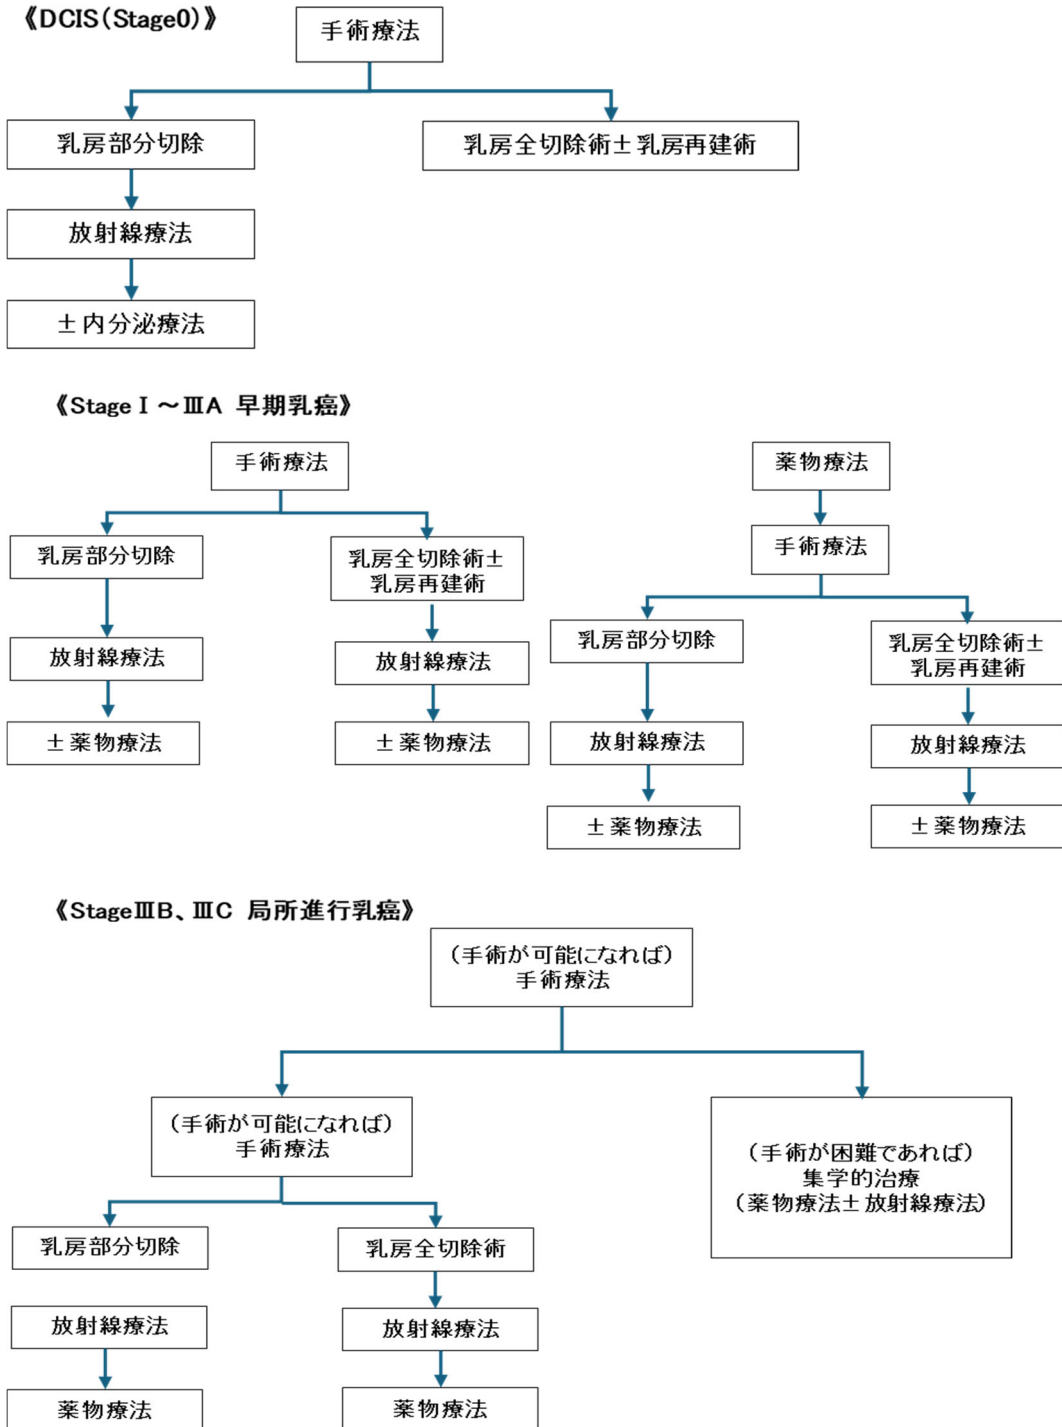 《DCIS(Stage0)》
手術療法
乳房部分切除
乳房全切除術±乳房再建術
放射線療法
±内分泌療法
《Stage Ⅰ～ⅢA 早期乳癌》
手術療法
乳房部分切除
乳房全切除術±
乳房再建術
放射線療法
放射線療法
±薬物療法
±薬物療法
薬物療法
手術療法
乳房部分切除
乳房全切除術±
乳房再建術
放射線療法
放射線療法
±薬物療法
±薬物療法
《StageⅢB、ⅢC 局所進行乳癌》
（手術が可能になれば）
手術療法
（手術が可能になれば）
手術療法
（手術が困難であれば）
集学的治療
（薬物療法±放射線療法）
乳房部分切除
乳房全切除術
放射線療法
放射線療法
薬物療法
薬物療法